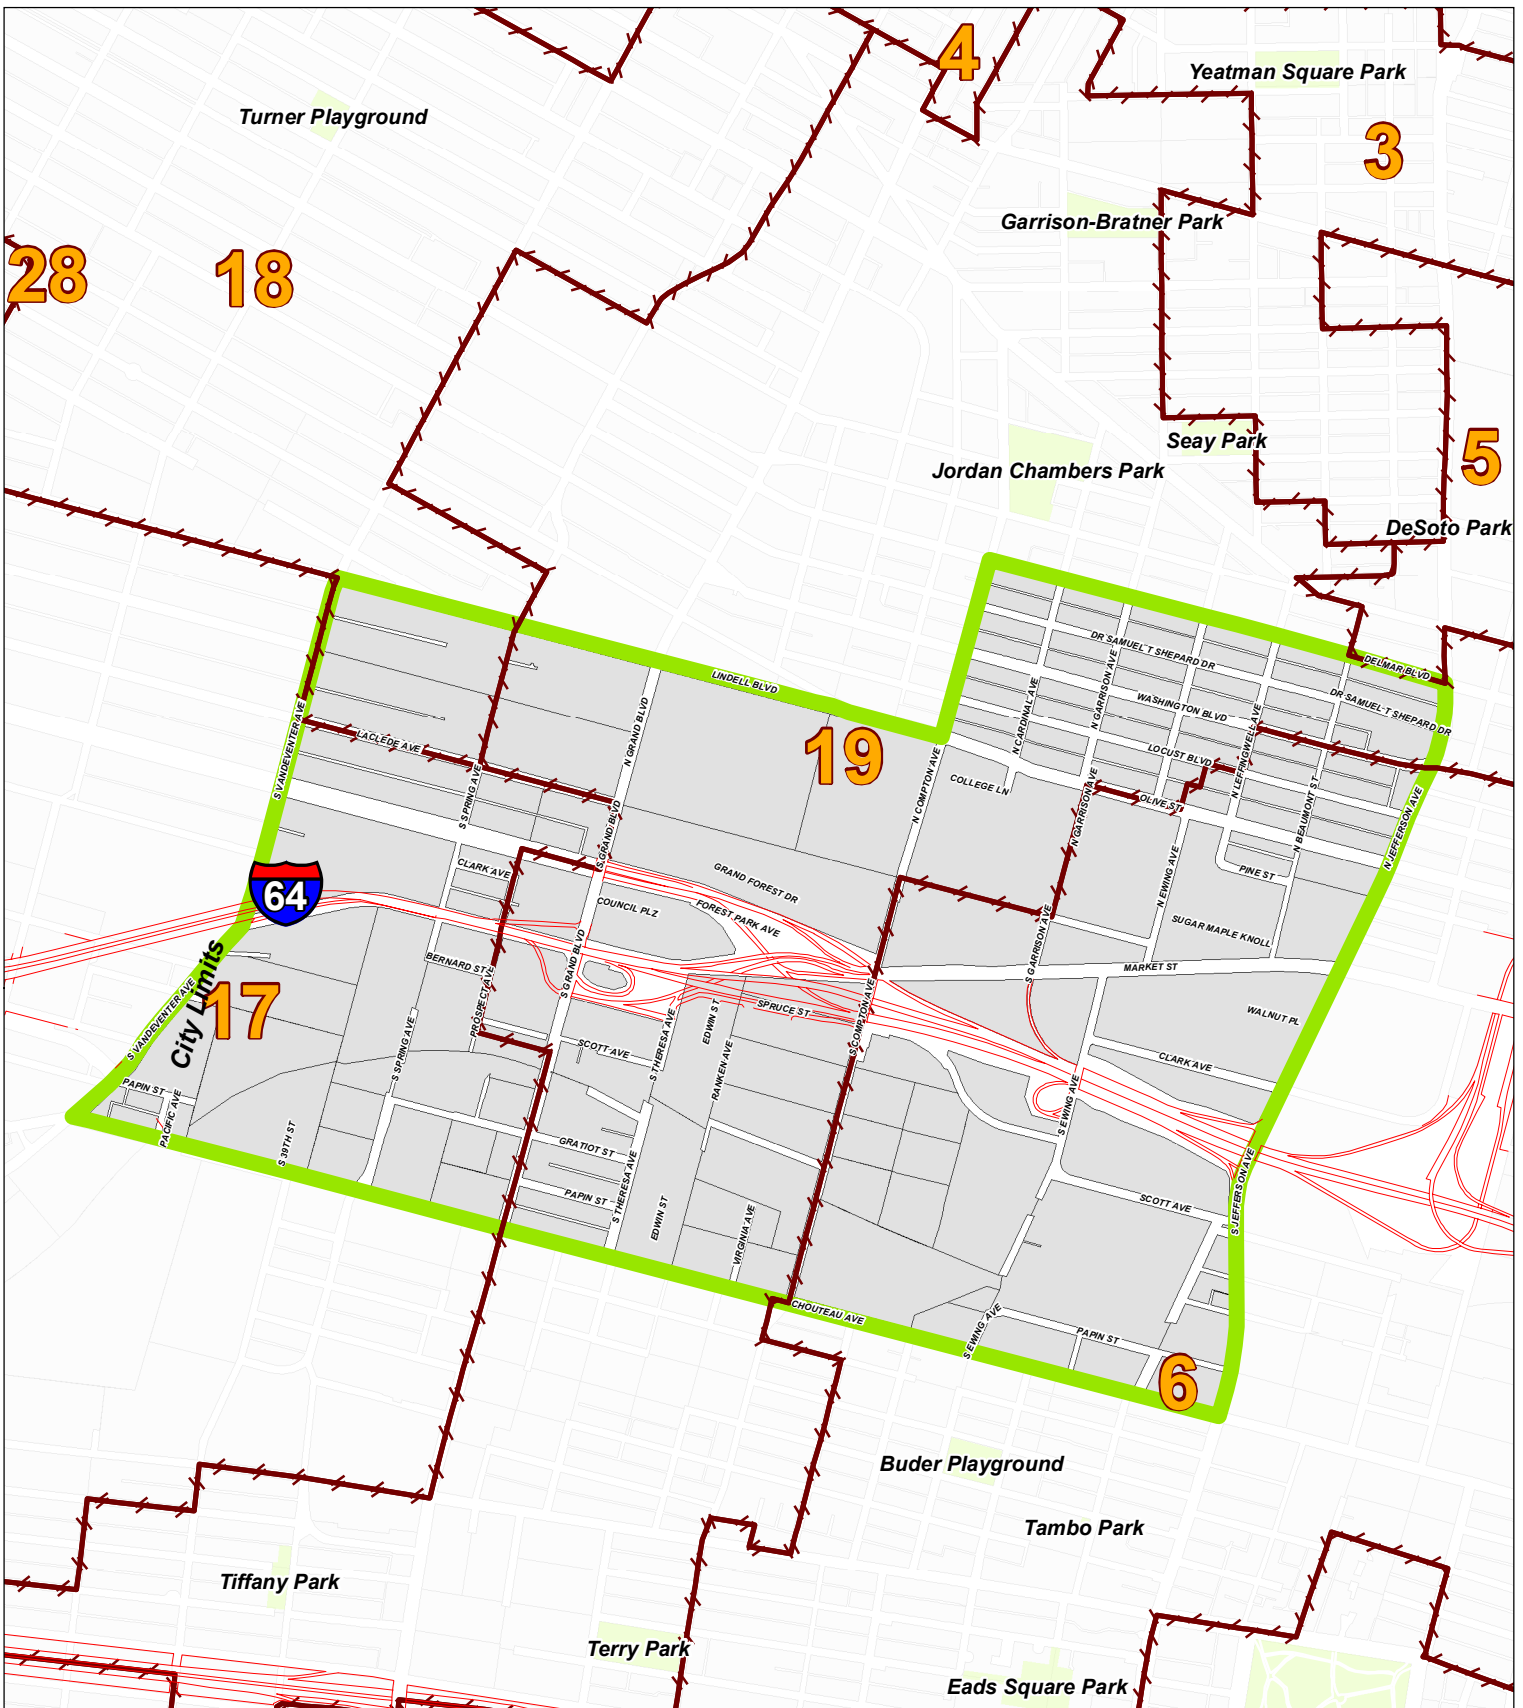 4
Yeatman Square Park
Turner Playground
3
Garrison-Bratner Park
28
18
Seay Park
5
Jordan Chambers Park
DeSoto Park
DR SAMUEL T SHEPARD DR
DELMAR BLVD
LINDELL BLVD
N CARDINAL AVE
N GARRISON AVE
WASHINGTON BLVD
DR SAMUEL T SHEPARD DR
N GRAND BLVD
S VANDEVENTER AVE
LACLEDE AVE
19
LOCUST BLVD
N LEFFINGWELL AVE
N COMPTON AVE
COLLEGE LN
OLIVE ST
S SPRING AVE
S GRAND BLVD
N GARRISON AVE
N BEAUMONT ST
N JEFFERSON AVE
CLARK AVE
GRAND FOREST DR
N EWING AVE
PINE ST
64
COUNCIL PLZ
FOREST PARK AVE
SUGAR MAPLE KNOLL
S GRAND BLVD
S GARRISON AVE
BERNARD ST
MARKET ST
City Limits
17
S VANDEVENTER AVE
PROSPECT AVE
EDWIN ST
SPRUCE ST
S COMPTON AVE
WALNUT PL
S SPRING AVE
SCOTT AVE
S THERESA AVE
RANKEN AVE
CLARK AVE
PAPIN ST
PACIFIC AVE
S EWING AVE
S 39TH ST
GRATIOT ST
S THERESA AVE
PAPIN ST
EDWIN ST
VIRGINIA AVE
SCOTT AVE
S JEFFERSON AVE
CHOUTEAU AVE
S EWING AVE
PAPIN ST
6
Buder Playground
Tambo Park
Tiffany Park
Terry Park
Eads Square Park